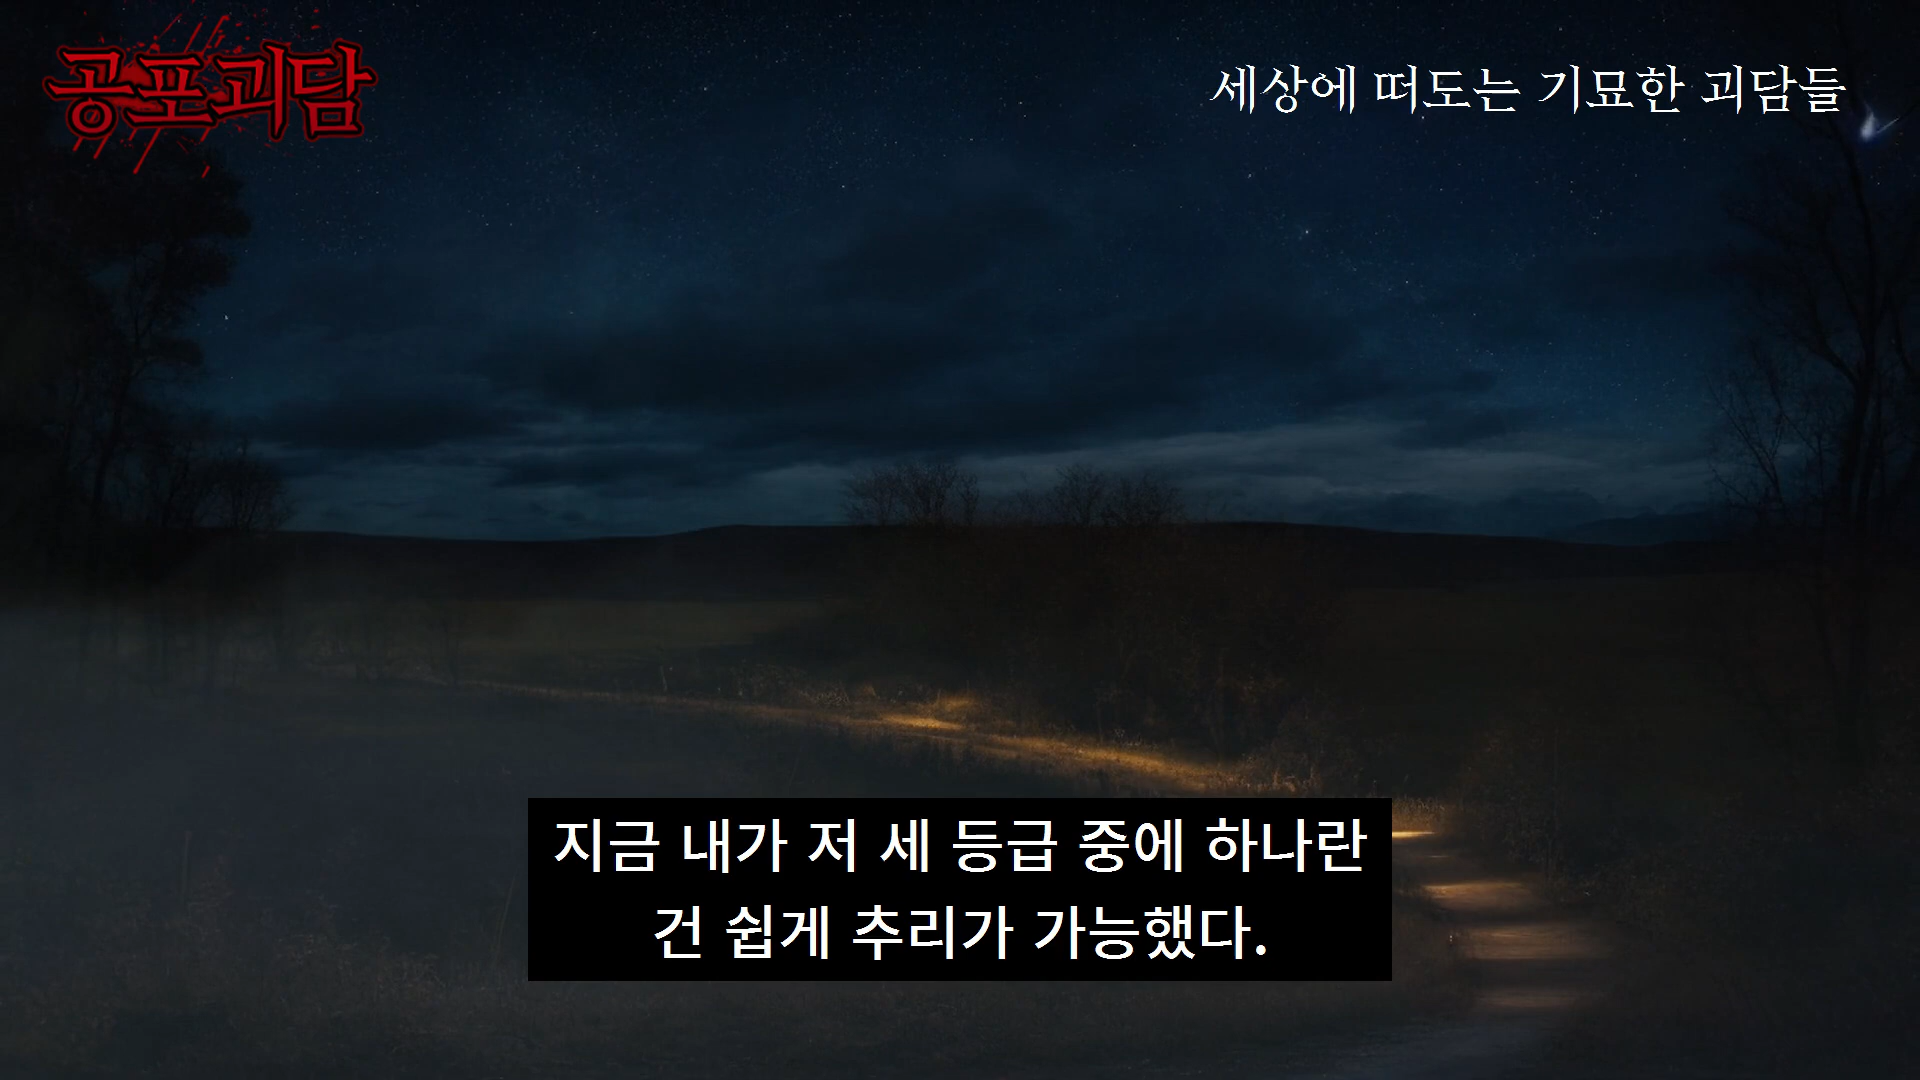 공포괴담
세상에 떠도는 기묘한 괴담들
지금 내가 저 세 등급 중에 하나란
건 쉽게 추리가 가능했다.